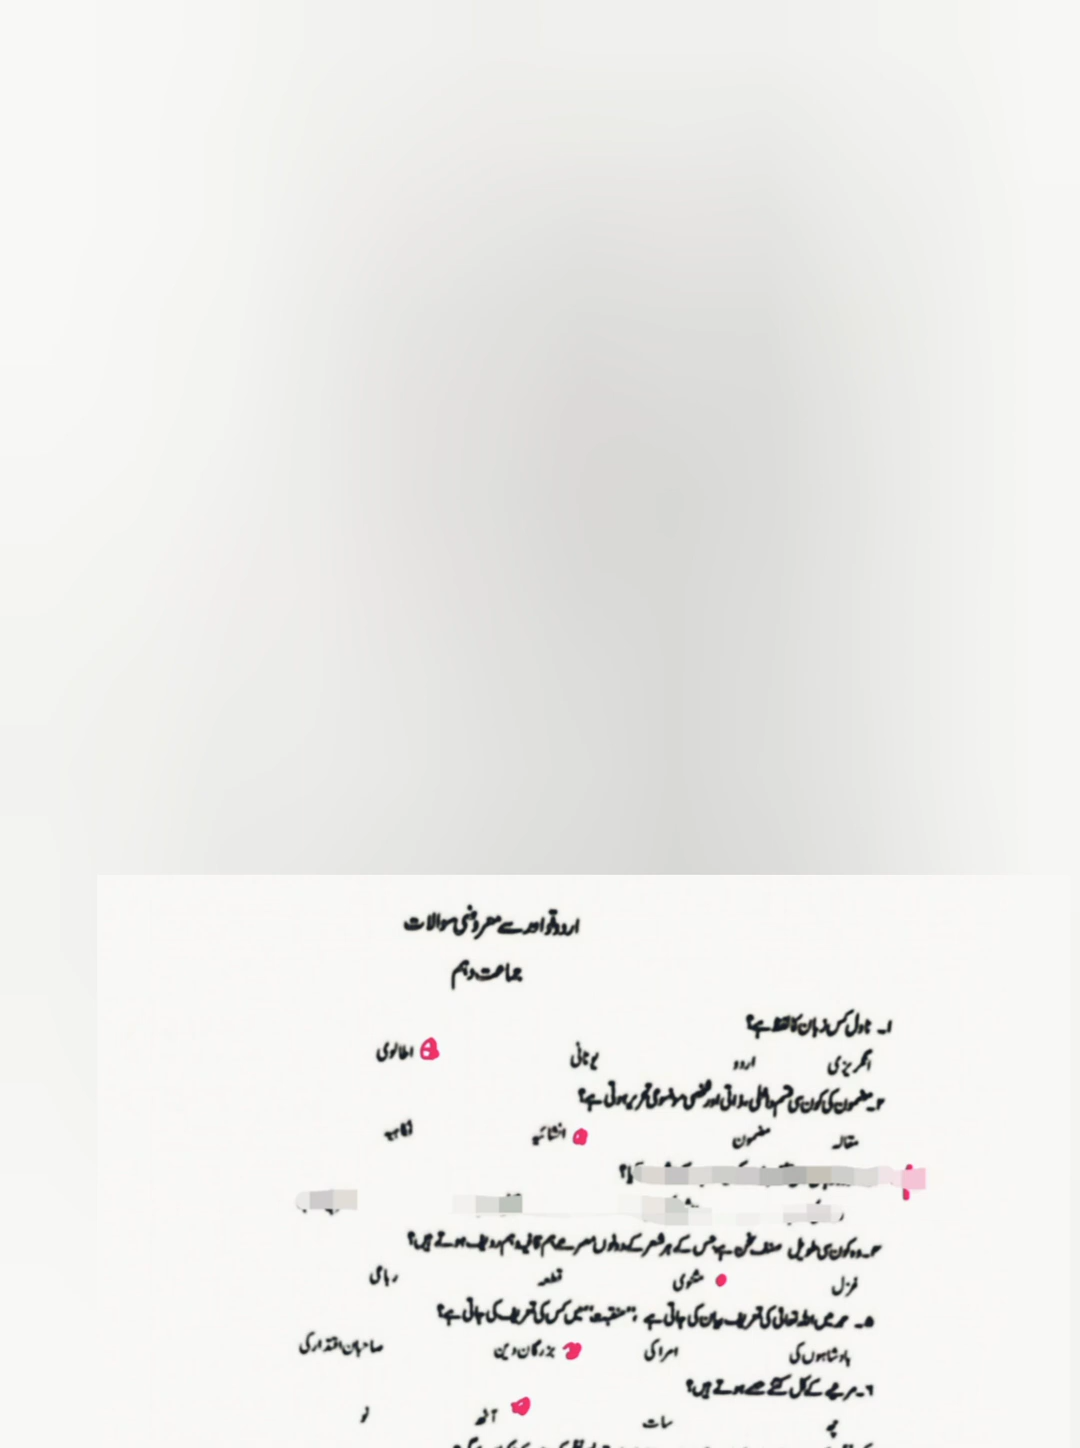 اردو قواعد سے معروضی سوالات
جماعت دہم
۱۔ ناول کس زبان کا لفظ ہے؟
انگریزی اردو یونانی اطالوی
۲۔ مضمون کی کون سی قسم داخلی، ذاتی اور شخصی سوانسوی تحریر ہوتی ہے؟
مقالہ مضمون انشائیہ فکاہیہ
۴۔ وہ کون سی طویل صنف سخن ہے جس کے ہر شعر کے دونوں مصرعے ہم قافیہ وہم ردیف ہوتے ہیں؟
غزل مثنوی قطعہ رباعی
۵۔ حمد میں اللہ تعالیٰ کی تعریف بیان کی جاتی ہے ،"منقبت" میں کس کی تعریف کی جاتی ہے؟
بادشاہوں کی امرا کی بزرگان دین صاحبان اقتدار کی
۶۔ مرثیے کے کل کتنے حصے ہوتے ہیں؟
چھ سات آٹھ نو